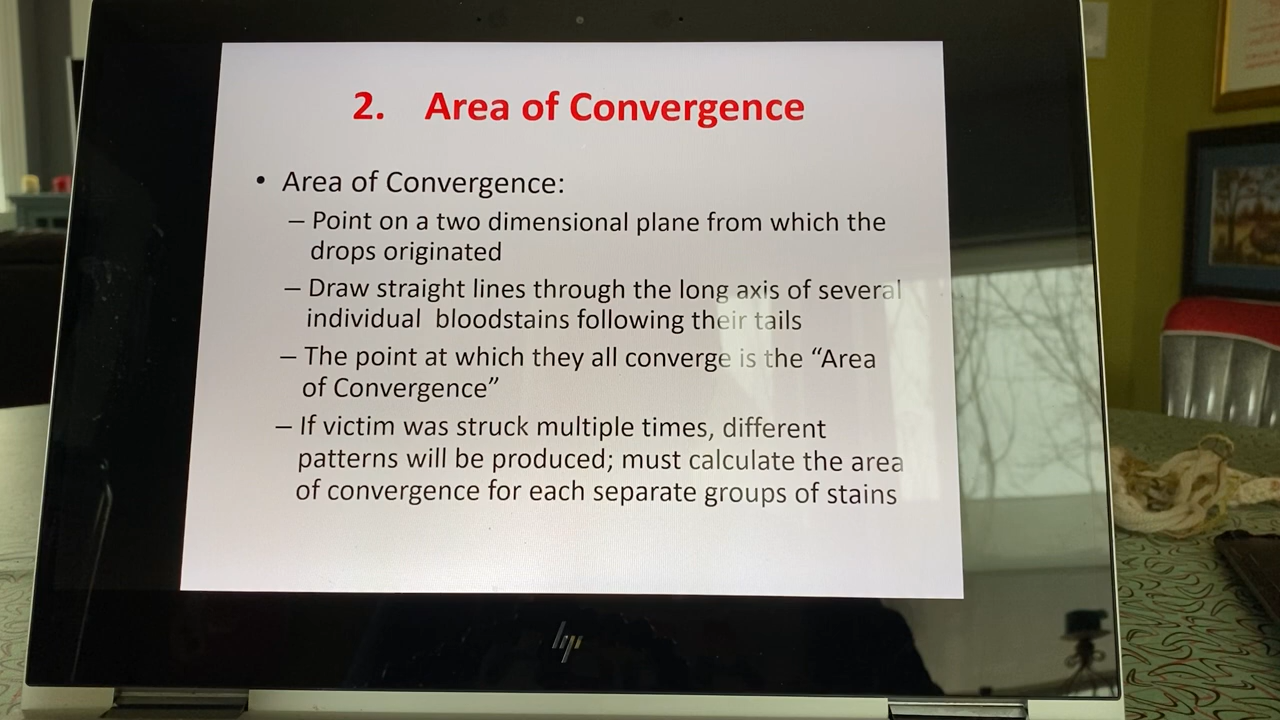 2. Area of Convergence
• Area of Convergence:
– Point on a two dimensional plane from which the
drops originated
– Draw straight lines through the long axis of several
individual bloodstains following their tails
– The point at which they all converge is the “Area
of Convergence”
– If victim was struck multiple times, different
patterns will be produced; must calculate the area
of convergence for each separate groups of stains
hp